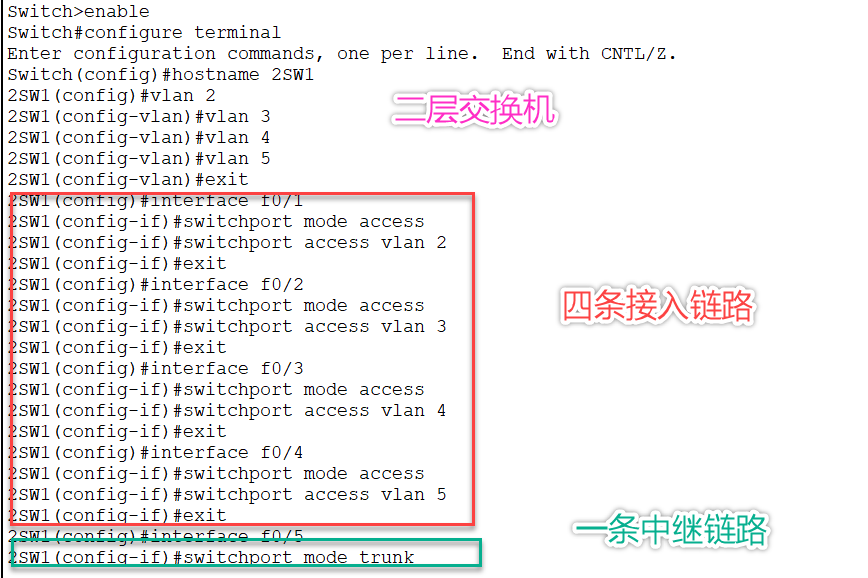 Switch>enable
Switch#configure terminal
Enter configuration commands, one per line.  End with CNTL/Z.
Switch(config)#hostname 2SW1
2SW1(config)#vlan 2
二层交换机
2SW1(config-vlan)#vlan 3
2SW1(config-vlan)#vlan 4
2SW1(config-vlan)#vlan 5
2SW1(config-vlan)#exit
2SW1(config)#interface f0/1
2SW1(config-if)#switchport mode access
2SW1(config-if)#switchport access vlan 2
2SW1(config-if)#exit
2SW1(config)#interface f0/2
2SW1(config-if)#switchport mode access
四条接入链路
2SW1(config-if)#switchport access vlan 3
2SW1(config-if)#exit
2SW1(config)#interface f0/3
2SW1(config-if)#switchport mode access
2SW1(config-if)#switchport access vlan 4
2SW1(config-if)#exit
2SW1(config)#interface f0/4
2SW1(config-if)#switchport mode access
2SW1(config-if)#switchport access vlan 5
2SW1(config-if)#exit
一条中继链路
2SW1(config)#interface f0/5
2SW1(config-if)#switchport mode trunk